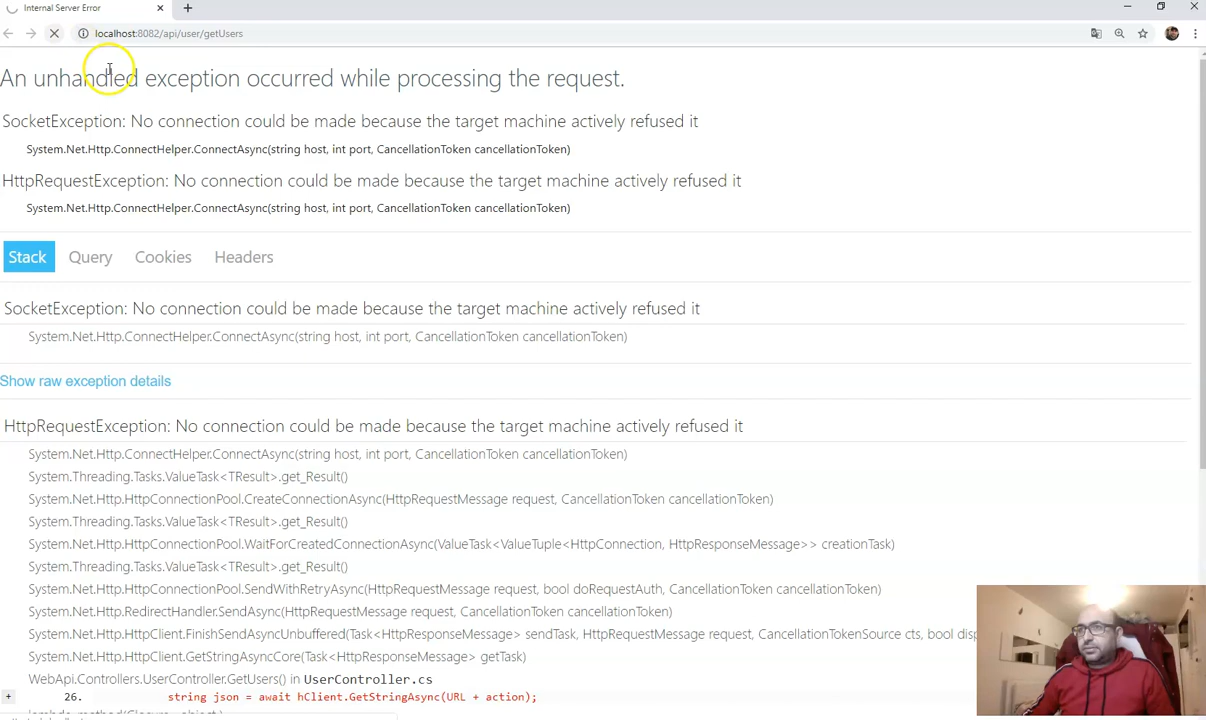 Internal Server Error
localhost:8082/api/user/getUsers
An unhandled exception occurred while processing the request.
SocketException: No connection could be made because the target machine actively refused it
System.Net.Http.ConnectHelper.ConnectAsync(string host, int port, CancellationToken cancellationToken)
HttpRequestException: No connection could be made because the target machine actively refused it
System.Net.Http.ConnectHelper.ConnectAsync(string host, int port, CancellationToken cancellationToken)
Stack Query Cookies Headers
SocketException: No connection could be made because the target machine actively refused it
System.Net.Http.ConnectHelper.ConnectAsync(string host, int port, CancellationToken cancellationToken)
Show raw exception details
HttpRequestException: No connection could be made because the target machine actively refused it
System.Net.Http.ConnectHelper.ConnectAsync(string host, int port, CancellationToken cancellationToken)
System.Threading.Tasks.ValueTask<TResult>.get_Result()
System.Net.Http.HttpConnectionPool.CreateConnectionAsync(HttpRequestMessage request, CancellationToken cancellationToken)
System.Threading.Tasks.ValueTask<TResult>.get_Result()
System.Net.Http.HttpConnectionPool.WaitForCreatedConnectionAsync(ValueTask<ValueTuple<HttpConnection, HttpResponseMessage>> creationTask)
System.Threading.Tasks.ValueTask<TResult>.get_Result()
System.Net.Http.HttpConnectionPool.SendWithRetryAsync(HttpRequestMessage request, bool doRequestAuth, CancellationToken cancellationToken)
System.Net.Http.RedirectHandler.SendAsync(HttpRequestMessage request, CancellationToken cancellationToken)
System.Net.Http.HttpClient.FinishSendAsyncUnbuffered(Task<HttpResponseMessage> sendTask, HttpRequestMessage request, CancellationTokenSource cts, bool disp
System.Net.Http.HttpClient.GetStringAsyncCore(Task<HttpResponseMessage> getTask)
WebApi.Controllers.UserController.GetUsers() in UserController.cs
+ 26. string json = await hClient.GetStringAsync(URL + action);